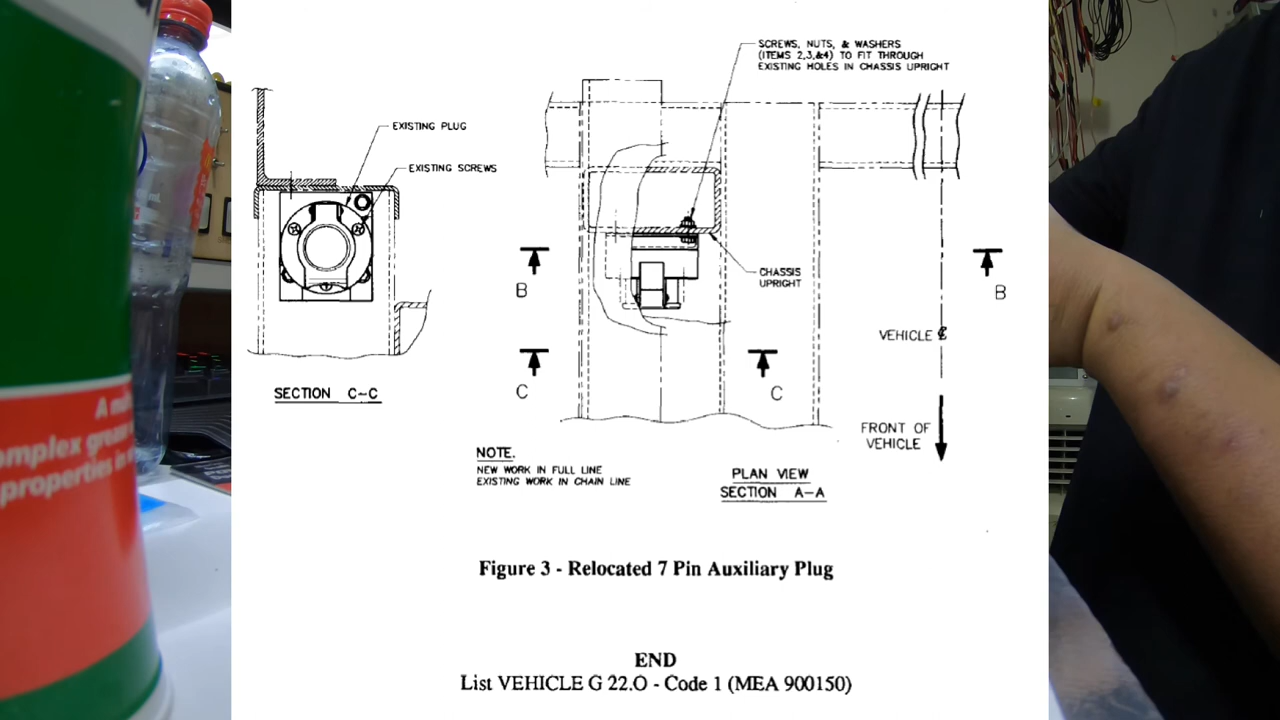 SCREWS, NUTS, & WASHERS
(ITEMS 2,3,&4) TO FIT THROUGH
EXISTING HOLES IN CHASSIS UPRIGHT
EXISTING PLUG
EXISTING SCREWS
CHASSIS
UPRIGHT
B
B
VEHICLE ℄
C
C
SECTION C-C
FRONT OF
VEHICLE
NOTE.
NEW WORK IN FULL LINE
EXISTING WORK IN CHAIN LINE
PLAN VIEW
SECTION A-A
Figure 3 - Relocated 7 Pin Auxiliary Plug
END
List VEHICLE G 22.O - Code 1 (MEA 900150)
A
omplex
properties in